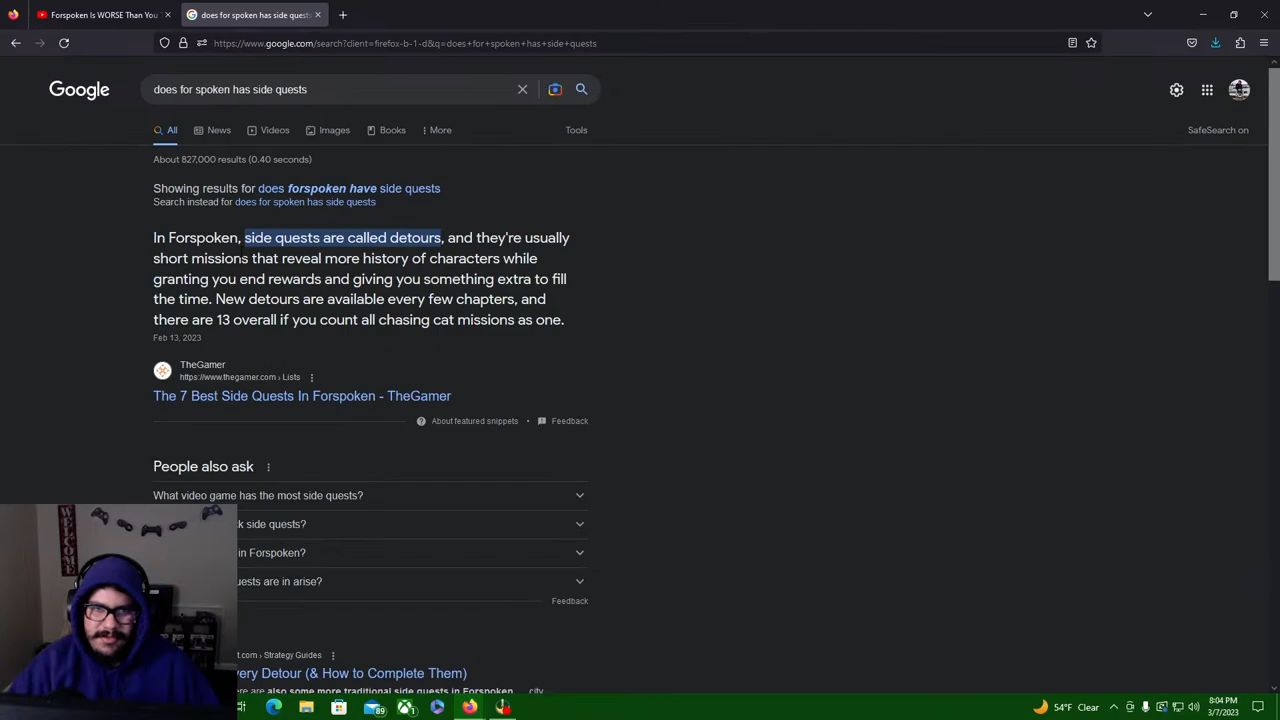 Forspoken Is WORSE Than You
does for spoken has side quests
https://www.google.com/search?client=firefox-b-1-d&q=does+for+spoken+has+side+quests
Google
does for spoken has side quests
All
News
Videos
Images
Books
More
Tools
SafeSearch on
About 827,000 results (0.40 seconds)
Showing results for does forspoken have side quests
Search instead for does for spoken has side quests
In Forspoken, side quests are called detours, and they're usually
short missions that reveal more history of characters while
granting you end rewards and giving you something extra to fill
the time. New detours are available every few chapters, and
there are 13 overall if you count all chasing cat missions as one.
Feb 13, 2023
TheGamer
https://www.thegamer.com › Lists
The 7 Best Side Quests In Forspoken - TheGamer
About featured snippets • Feedback
People also ask
What video game has the most side quests?
side quests?
in Forspoken?
are in arise?
Feedback
WELCOME
› Strategy Guides
Detour (& How to Complete Them)
also some more traditional side quests in Forspoken ... city
89
54°F Clear
8:04 PM
3/7/2023